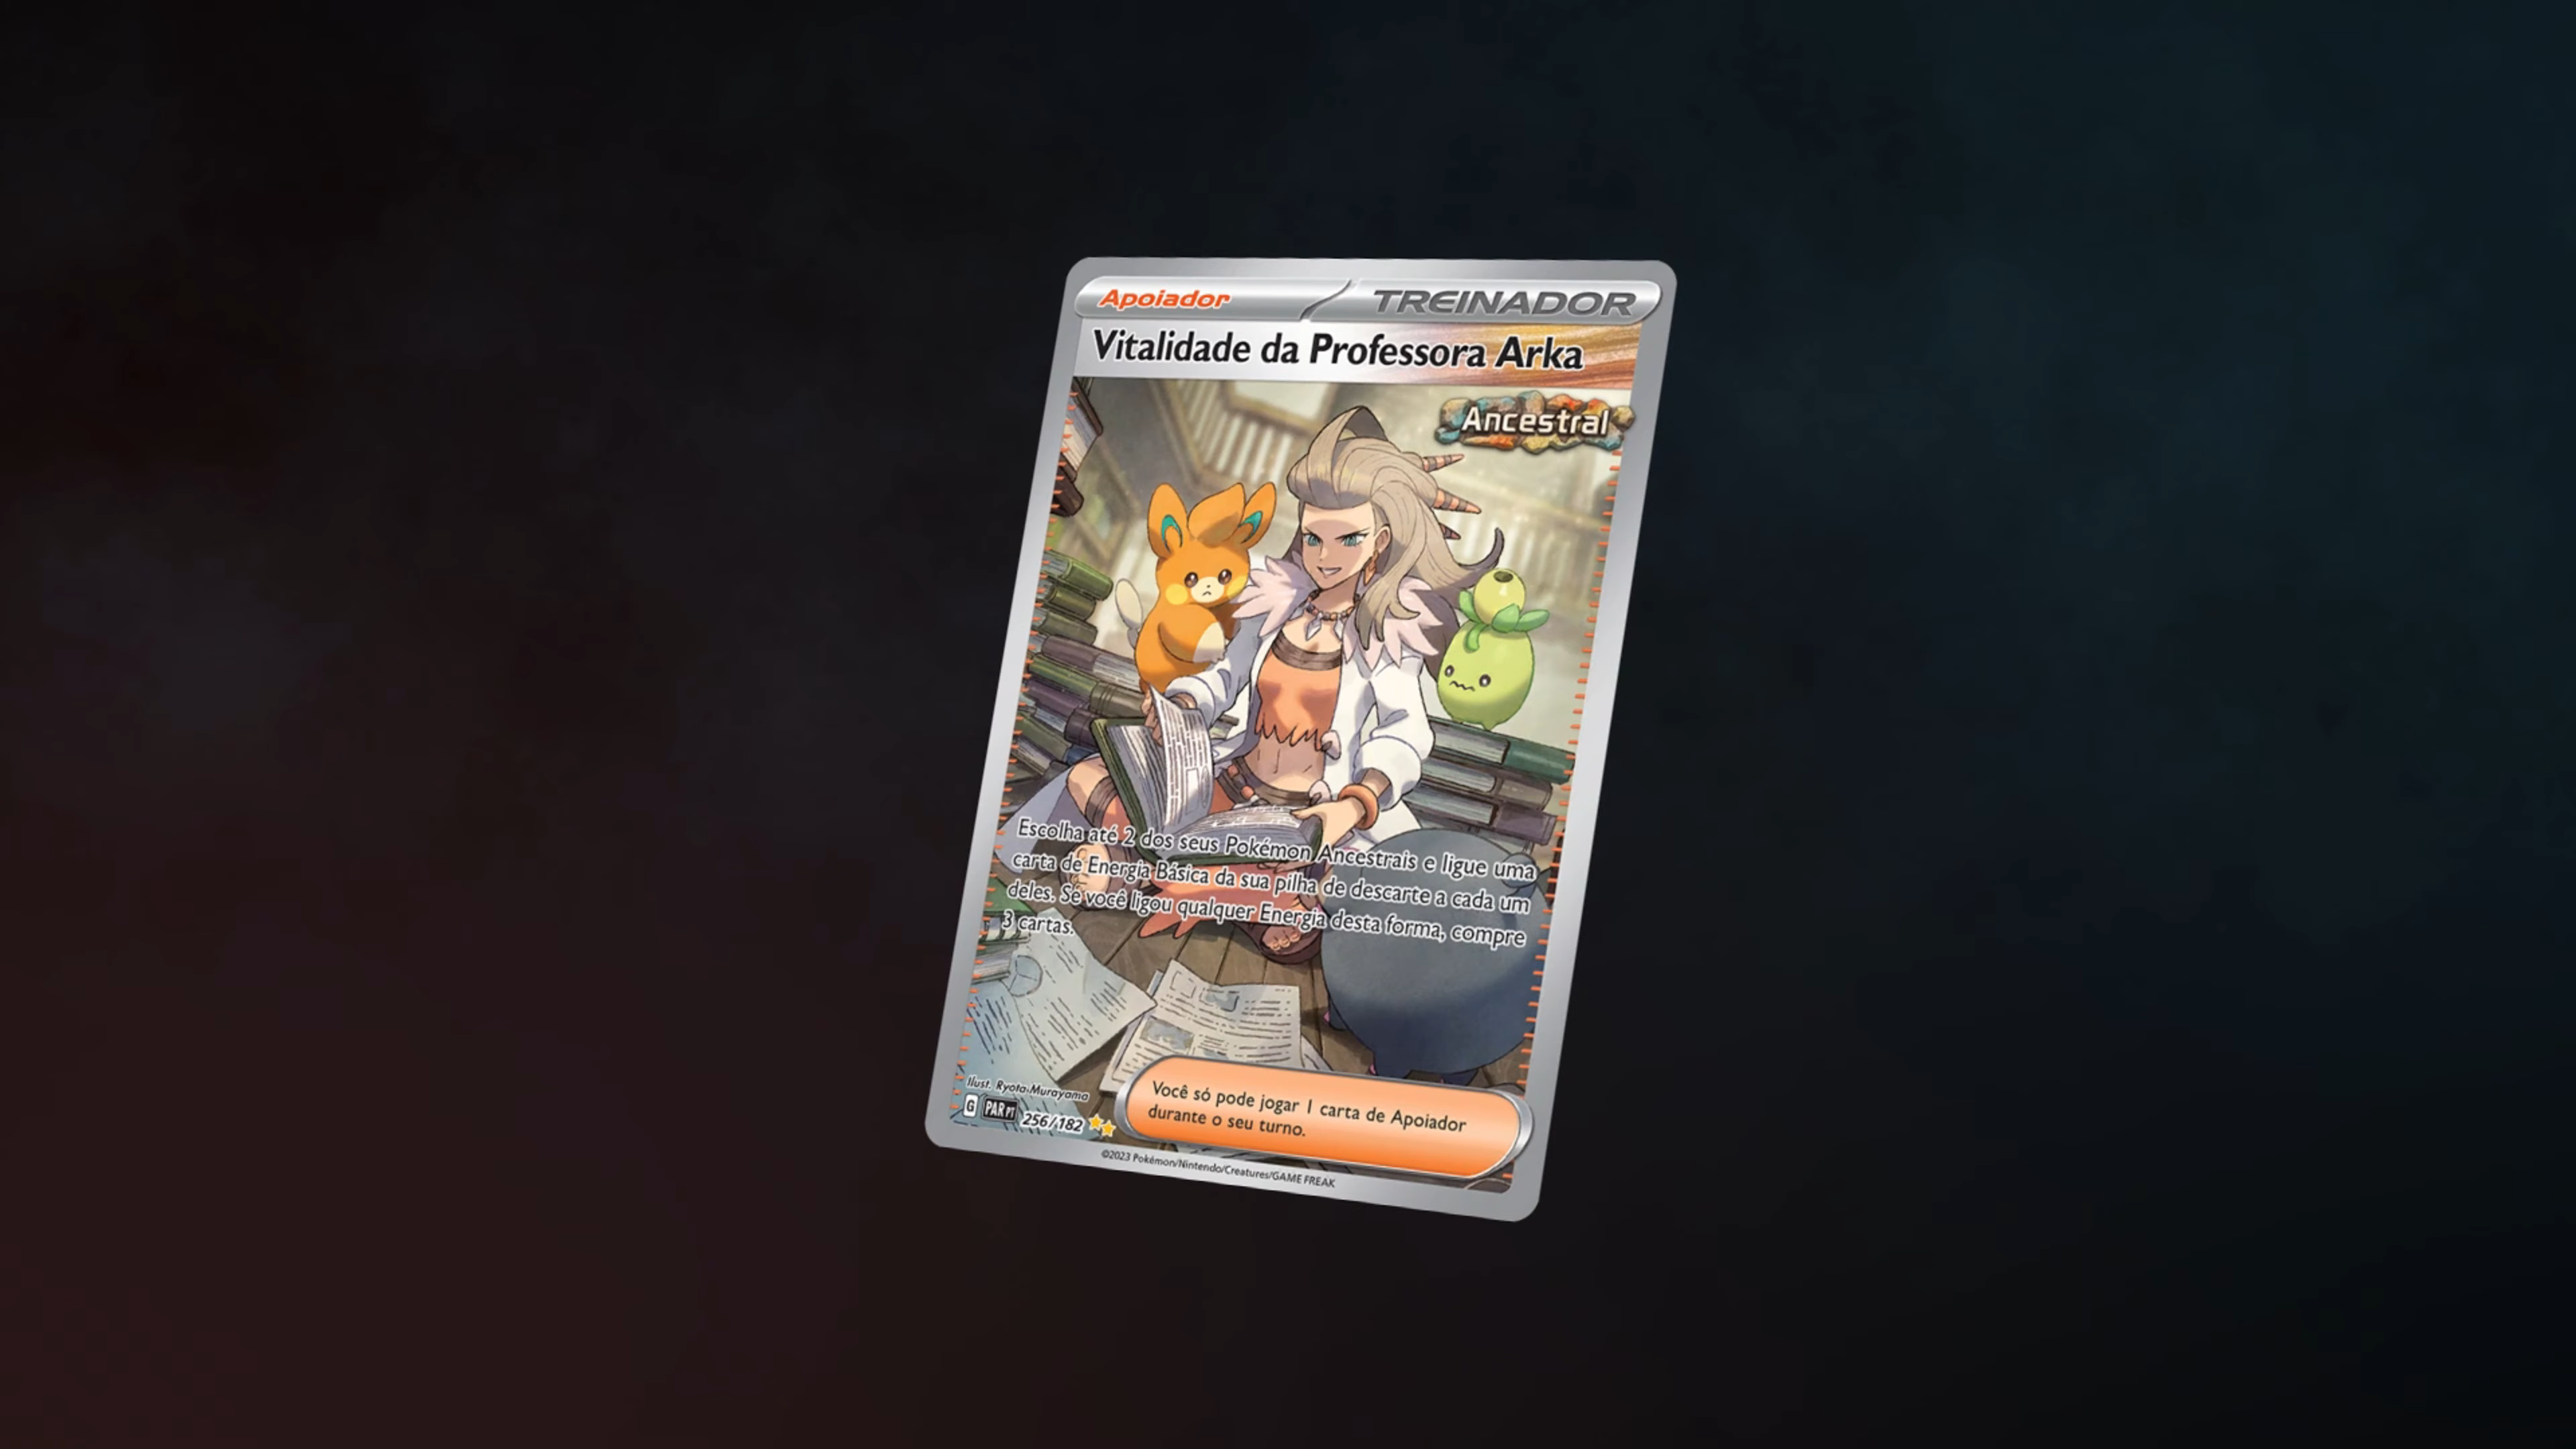 Apoiador
TREINADOR
Vitalidade da Professora Arka
Ancestral
Escolha até 2 dos seus Pokémon Ancestrais e ligue uma
carta de Energia Básica da sua pilha de descarte a cada um
deles. Se você ligou qualquer Energia desta forma, compre
3 cartas.
Ilust. Ryota Murayama
G PAR PT 256/182
Você só pode jogar 1 carta de Apoiador
durante o seu turno.
©2023 Pokémon/Nintendo/Creatures/GAME FREAK